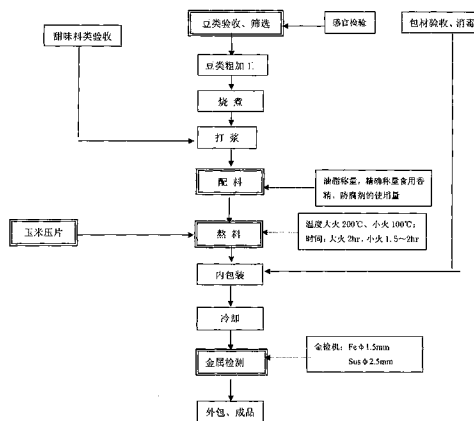 豆类验收、筛选
感官检验
包材验收、消毒
甜味料类验收
豆类粗加工
烧煮
打浆
配料
油脂称量，精确称量食用香
精，防腐剂的使用量
玉米压片
熬料
温度大火200℃、小火100℃；
时间：大火2hr，小火1.5～2hr
内包装
冷却
金属检测
金检机：FeΦ1.5mm
SusΦ2.5mm
外包、成品